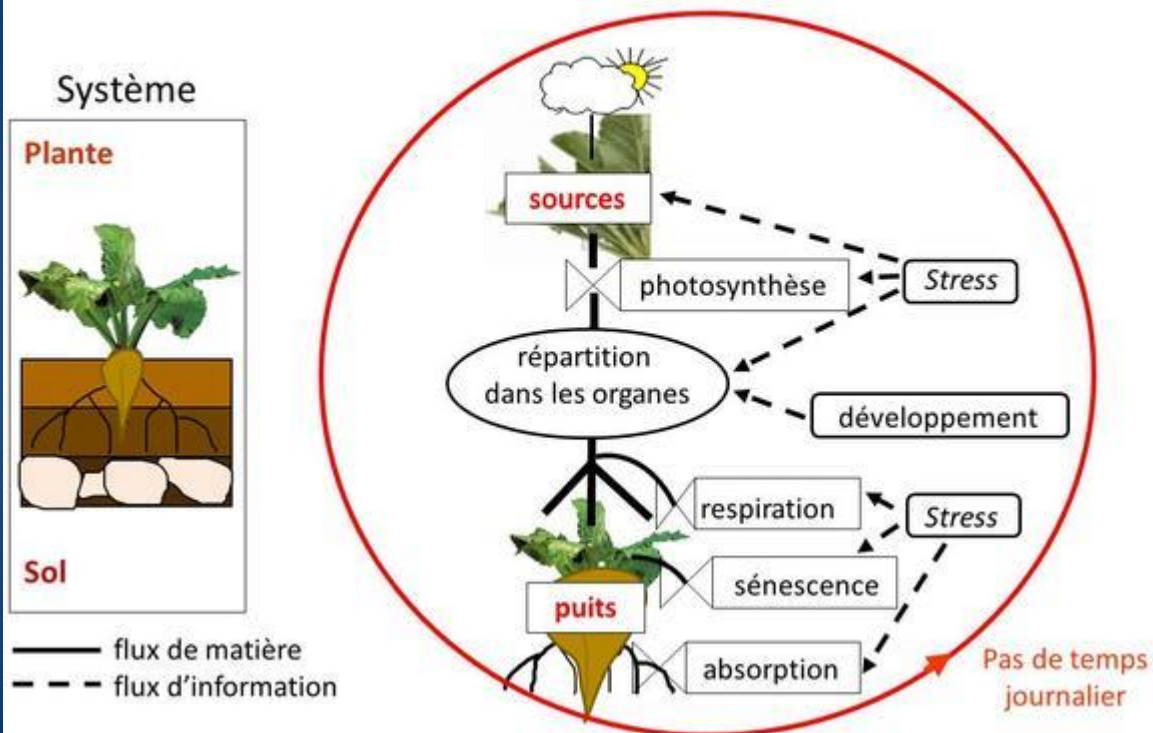 Système
Plante
Sol
flux de matière
flux d'information
sources
photosynthèse
Stress
répartition
dans les organes
développement
respiration
Stress
sénescence
puits
absorption
Pas de temps
journalier